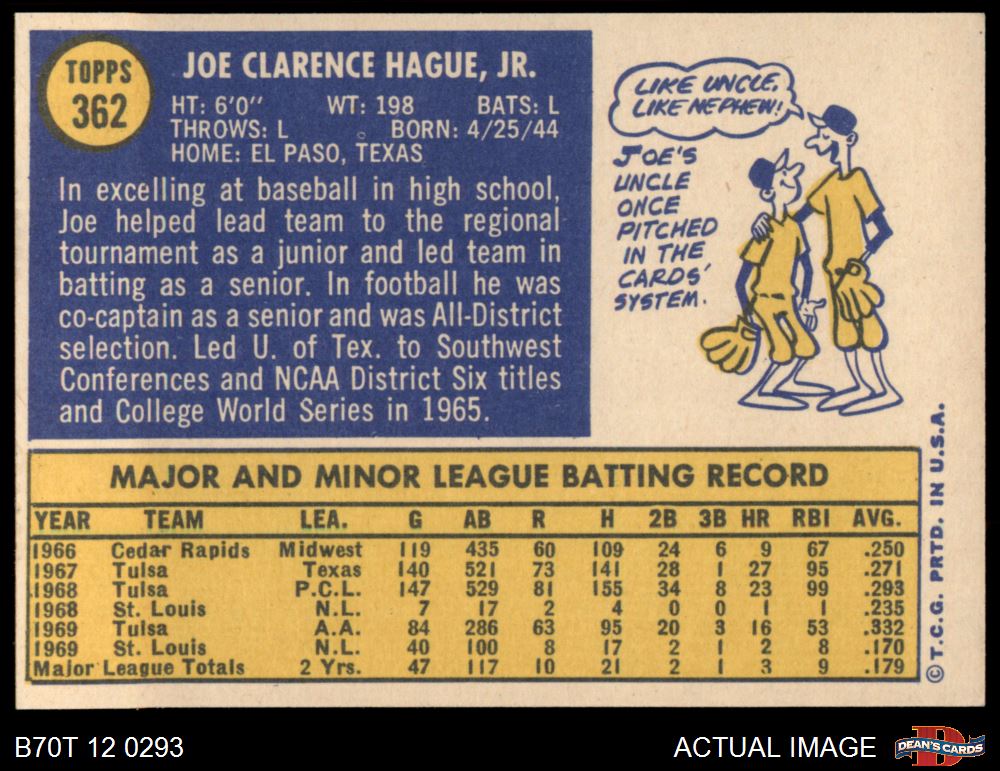 TOPPS
362
JOE CLARENCE HAGUE, JR.
HT: 6'0" WT: 198 BATS: L
THROWS: L BORN: 4/25/44
HOME: EL PASO, TEXAS
In excelling at baseball in high school,
Joe helped lead team to the regional
tournament as a junior and led team in
batting as a senior. In football he was
co-captain as a senior and was All-District
selection. Led U. of Tex. to Southwest
Conferences and NCAA District Six titles
and College World Series in 1965.
LIKE UNCLE,
LIKE NEPHEW!
JOE'S
UNCLE
ONCE
PITCHED
IN THE
CARDS'
SYSTEM.
MAJOR AND MINOR LEAGUE BATTING RECORD
YEAR TEAM LEA. G AB R H 2B 3B HR RBI AVG.
1966 Cedar Rapids Midwest 119 435 60 109 24 6 9 67 .250
1967 Tulsa Texas 140 521 73 141 28 1 27 95 .271
1968 Tulsa P.C.L. 147 529 81 155 34 8 23 99 .293
1968 St. Louis N.L. 7 17 2 4 0 0 1 1 .235
1969 Tulsa A.A. 84 286 63 95 20 3 16 53 .332
1969 St. Louis N.L. 40 100 8 17 2 1 2 8 .170
Major League Totals 2 Yrs. 47 117 10 21 2 1 3 9 .179
© T.C.G. PRTD. IN U.S.A.
B70T 12 0293
ACTUAL IMAGE
DEAN'S CARDS